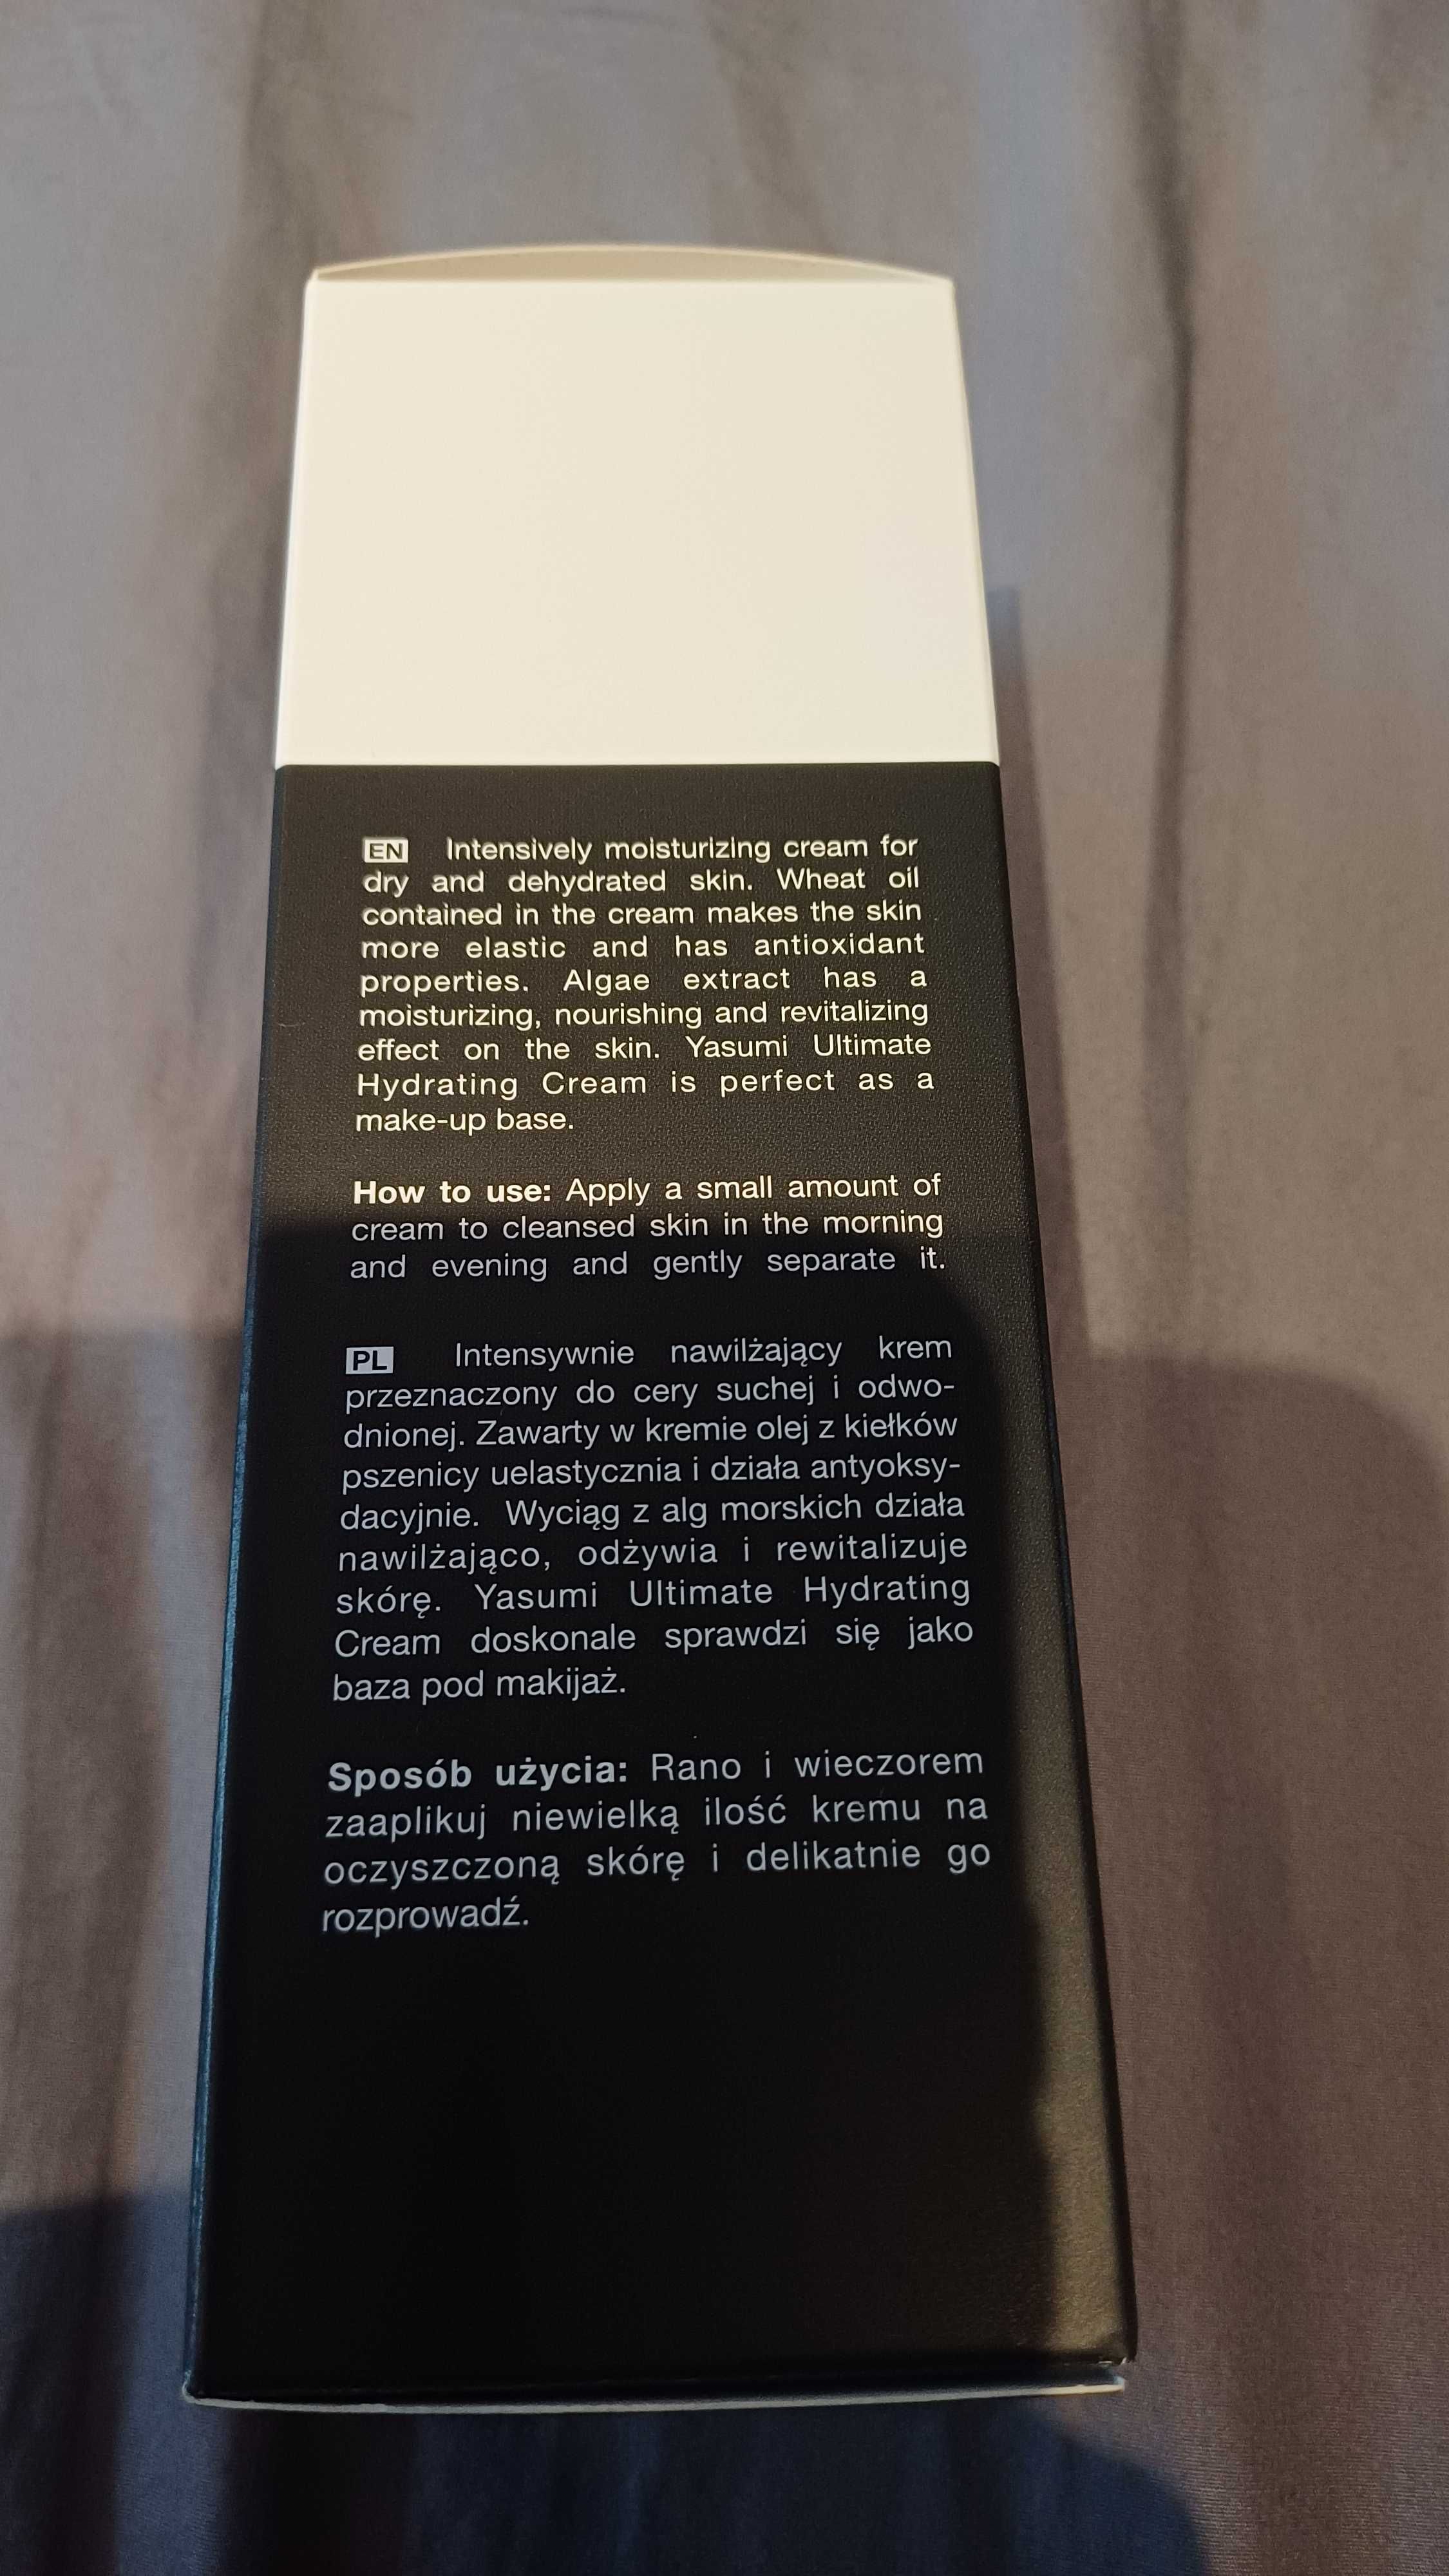 EN Intensively moisturizing cream for
dry and dehydrated skin. Wheat oil
contained in the cream makes the skin
more elastic and has antioxidant
properties. Algae extract has a
moisturizing, nourishing and revitalizing
effect on the skin. Yasumi Ultimate
Hydrating Cream is perfect as a
make-up base.
How to use: Apply a small amount of
cream to cleansed skin in the morning
and evening and gently separate it.
PL Intensywnie nawilżający krem
przeznaczony do cery suchej i odwo-
dnionej. Zawarty w kremie olej z kiełków
pszenicy uelastycznia i działa antyoksy-
dacyjnie. Wyciąg z alg morskich działa
nawilżająco, odżywia i rewitalizuje
skórę. Yasumi Ultimate Hydrating
Cream doskonale sprawdzi się jako
baza pod makijaż.
Sposób użycia: Rano i wieczorem
zaaplikuj niewielką ilość kremu na
oczyszczoną skórę i delikatnie go
rozprowadź.